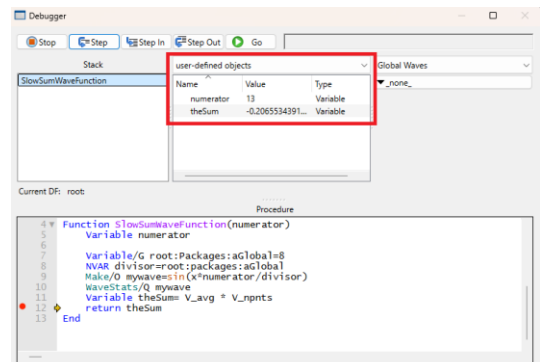 Debugger
Stop Step Step In Step Out Go
Stack
user-defined objects
Global Waves
SlowSumWaveFunction
Name Value Type
_none_
numerator 13 Variable
theSum -0.2065534391... Variable
Current DF: root:
Procedure
4 Function SlowSumWaveFunction(numerator)
5 Variable numerator
6
7 Variable/G root:Packages:aGlobal=8
8 NVAR divisor=root:packages:aGlobal
9 Make/O mywave=sin(x*numerator/divisor)
10 WaveStats/Q mywave
11 Variable theSum= V_avg * V_npnts
12 return theSum
13 End